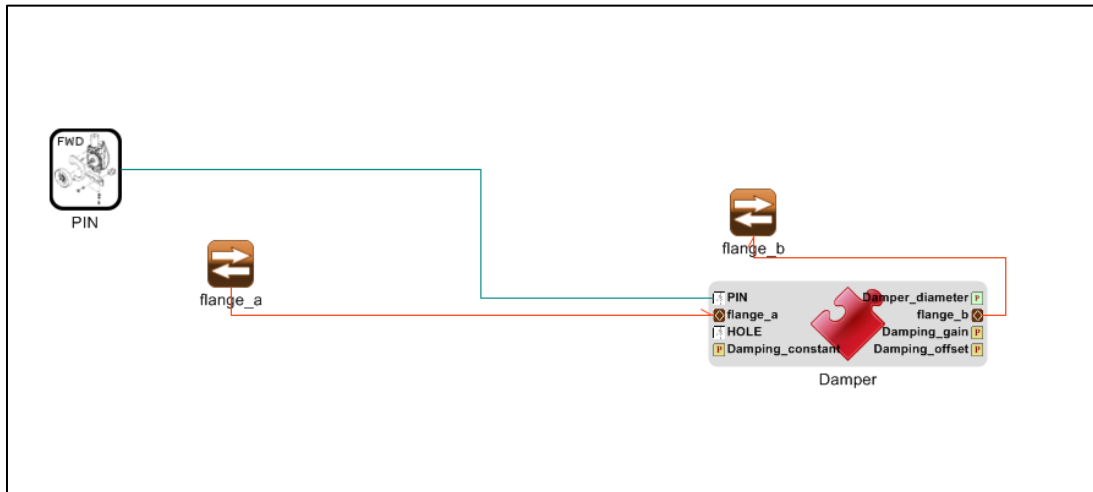 FWD
PIN
flange_a
flange_b
PIN
Damper_diameter
flange_a
flange_b
HOLE
Damping_gain
Damping_constant
Damping_offset
Damper
P
P
P
P